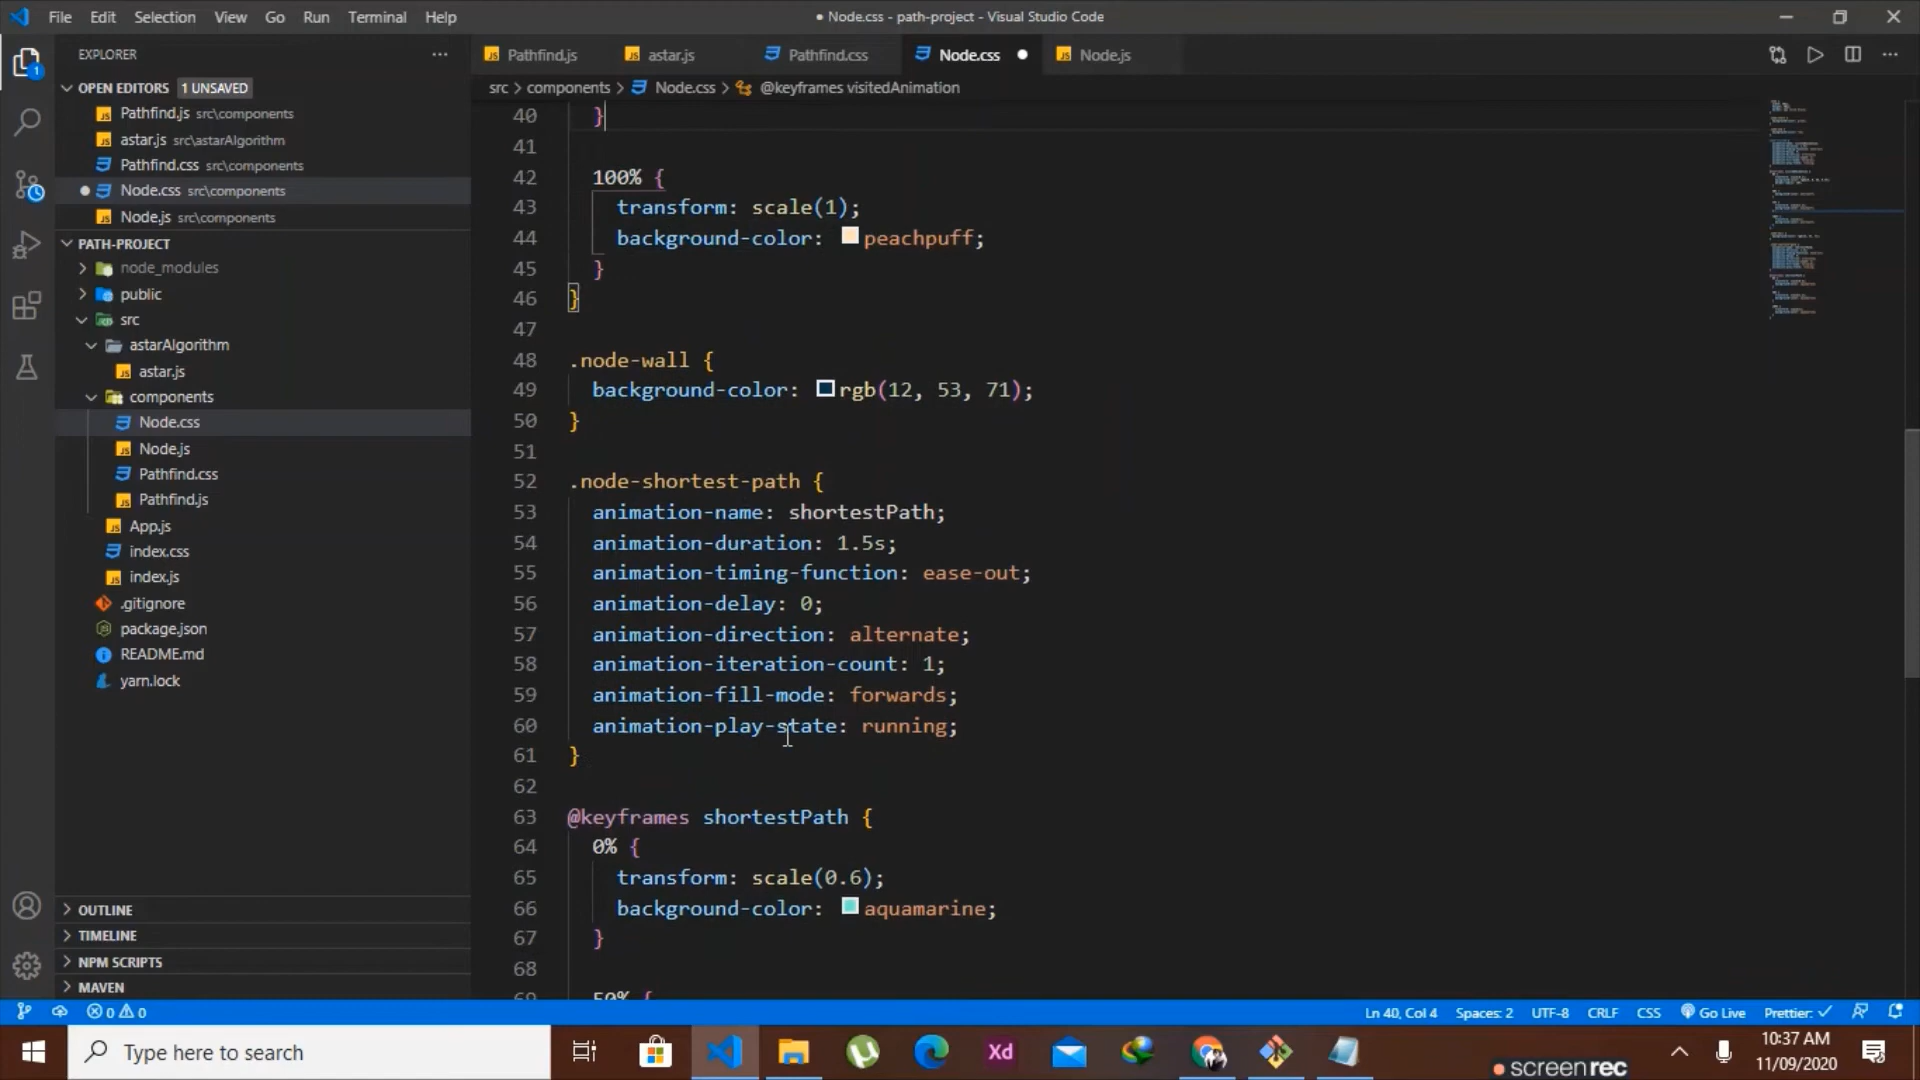 File Edit Selection View Go Run Terminal Help
● Node.css - path-project - Visual Studio Code
EXPLORER
OPEN EDITORS 1 UNSAVED
Pathfind.js src\components
astar.js src\astarAlgorithm
Pathfind.css src\components
Node.css src\components
Node.js src\components
PATH-PROJECT
node_modules
public
src
astarAlgorithm
astar.js
components
Node.css
Node.js
Pathfind.css
Pathfind.js
App.js
index.css
index.js
.gitignore
package.json
README.md
yarn.lock
OUTLINE
TIMELINE
NPM SCRIPTS
MAVEN
Pathfind.js astar.js Pathfind.css Node.css Node.js
src > components > Node.css > @keyframes visitedAnimation
40 }
41
42 100% {
43 transform: scale(1);
44 background-color: peachpuff;
45 }
46 }
47
48 .node-wall {
49 background-color: rgb(12, 53, 71);
50 }
51
52 .node-shortest-path {
53 animation-name: shortestPath;
54 animation-duration: 1.5s;
55 animation-timing-function: ease-out;
56 animation-delay: 0;
57 animation-direction: alternate;
58 animation-iteration-count: 1;
59 animation-fill-mode: forwards;
60 animation-play-state: running;
61 }
62
63 @keyframes shortestPath {
64 0% {
65 transform: scale(0.6);
66 background-color: aquamarine;
67 }
68
69 50% {
0 0 Ln 40, Col 4 Spaces: 2 UTF-8 CRLF CSS Go Live Prettier: ✓
Type here to search
Xd
10:37 AM
11/09/2020
screenrec